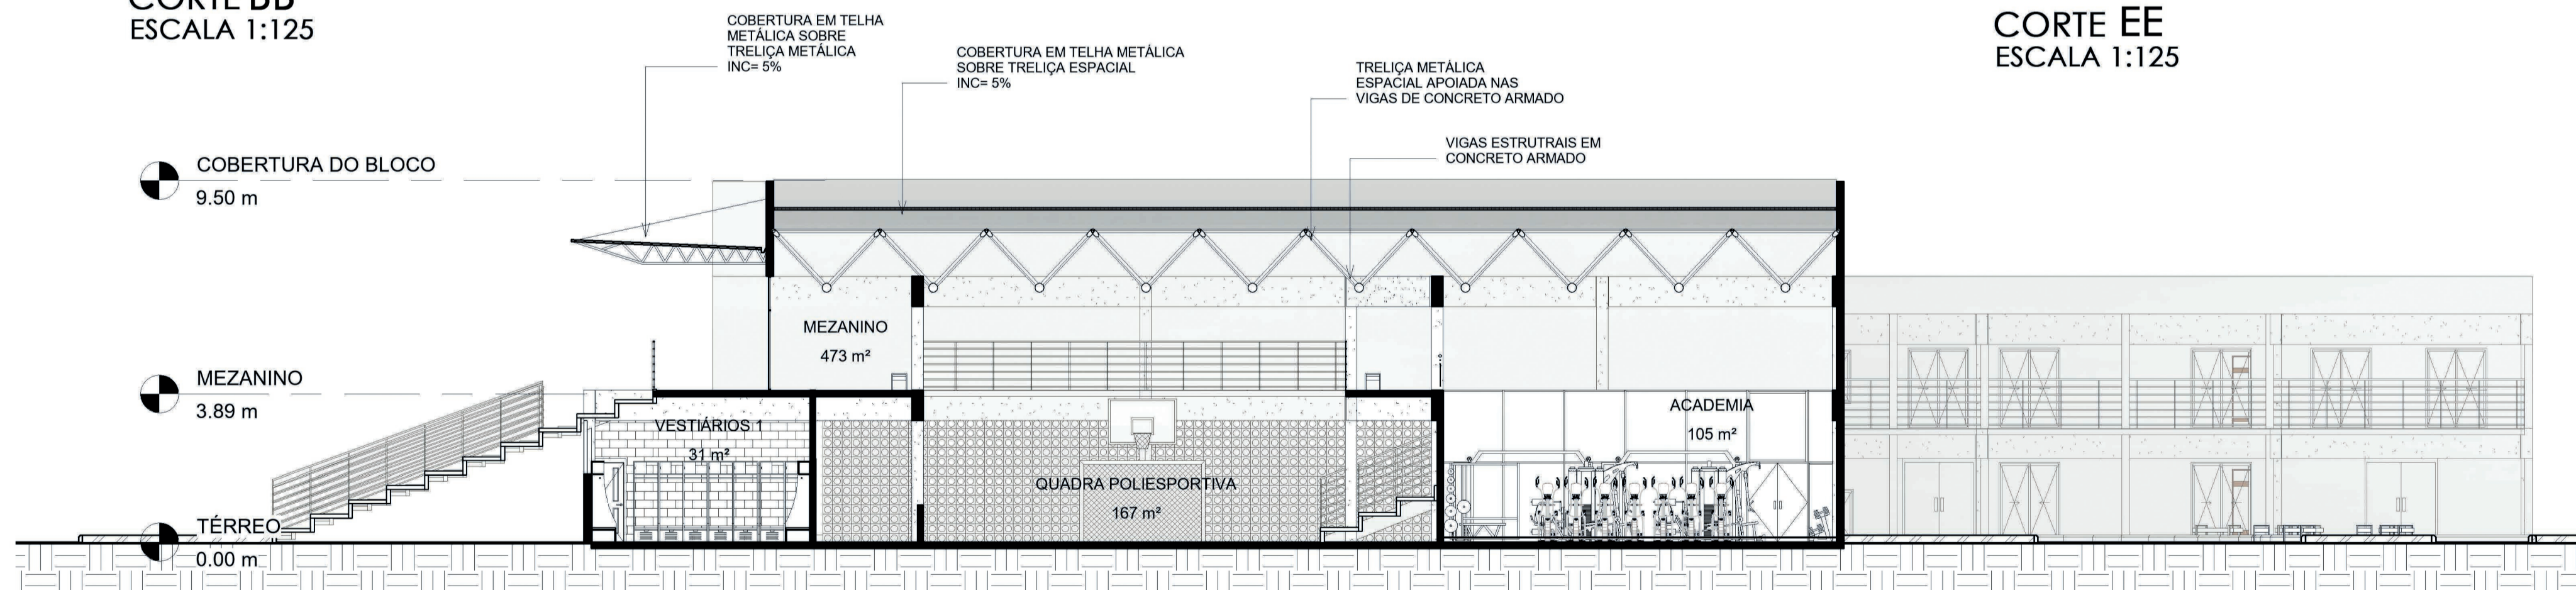 CORTE BB
ESCALA 1:125
CORTE EE
ESCALA 1:125
COBERTURA EM TELHA
METÁLICA SOBRE
TRELIÇA METÁLICA
INC= 5%
COBERTURA EM TELHA METÁLICA
SOBRE TRELIÇA ESPACIAL
INC= 5%
TRELIÇA METÁLICA
ESPACIAL APOIADA NAS
VIGAS DE CONCRETO ARMADO
VIGAS ESTRUTRAIS EM
CONCRETO ARMADO
COBERTURA DO BLOCO
9.50 m
MEZANINO
473 m²
MEZANINO
3.89 m
VESTIÁRIOS 1
31 m²
ACADEMIA
105 m²
QUADRA POLIESPORTIVA
167 m²
TÉRREO
0.00 m